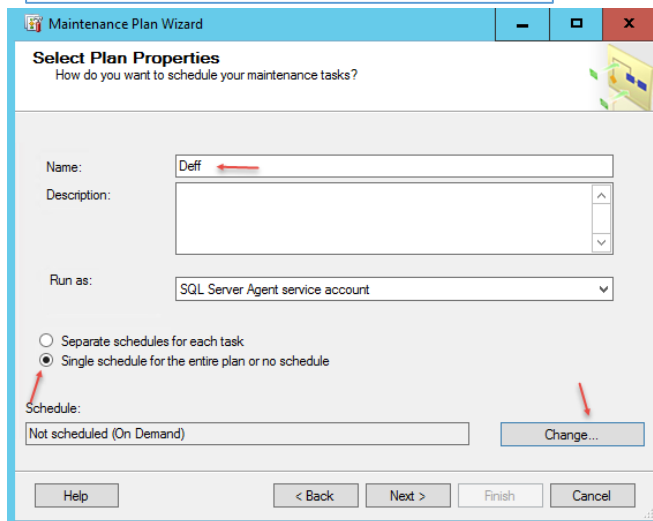 Maintenance Plan Wizard
Select Plan Properties
How do you want to schedule your maintenance tasks?
Name:
Deff
Description:
Run as:
SQL Server Agent service account
Separate schedules for each task
Single schedule for the entire plan or no schedule
Schedule:
Not scheduled (On Demand)
Change...
Help
< Back
Next >
Finish
Cancel